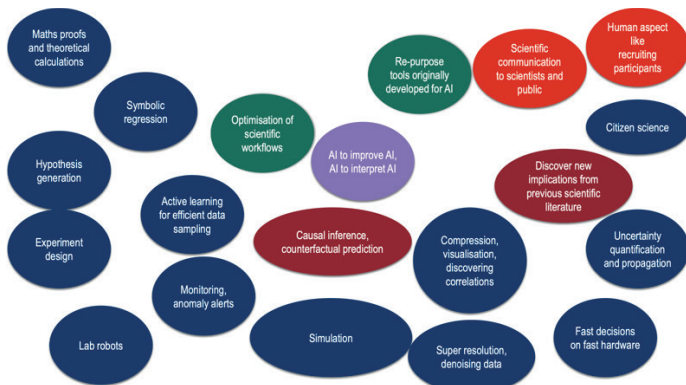 Maths proofs
and theoretical
calculations
Re-purpose
tools originally
developed for AI
Scientific
communication
to scientists and
public
Human aspect
like
recruiting
participants
Symbolic
regression
Optimisation of
scientific
workflows
Citizen science
AI to improve AI,
AI to interpret AI
Hypothesis
generation
Discover new
implications from
previous scientific
literature
Active learning
for efficient data
sampling
Experiment
design
Causal inference,
counterfactual prediction
Compression,
visualisation,
discovering
correlations
Uncertainty
quantification
and propagation
Monitoring,
anomaly alerts
Lab robots
Simulation
Super resolution,
denoising data
Fast decisions
on fast hardware